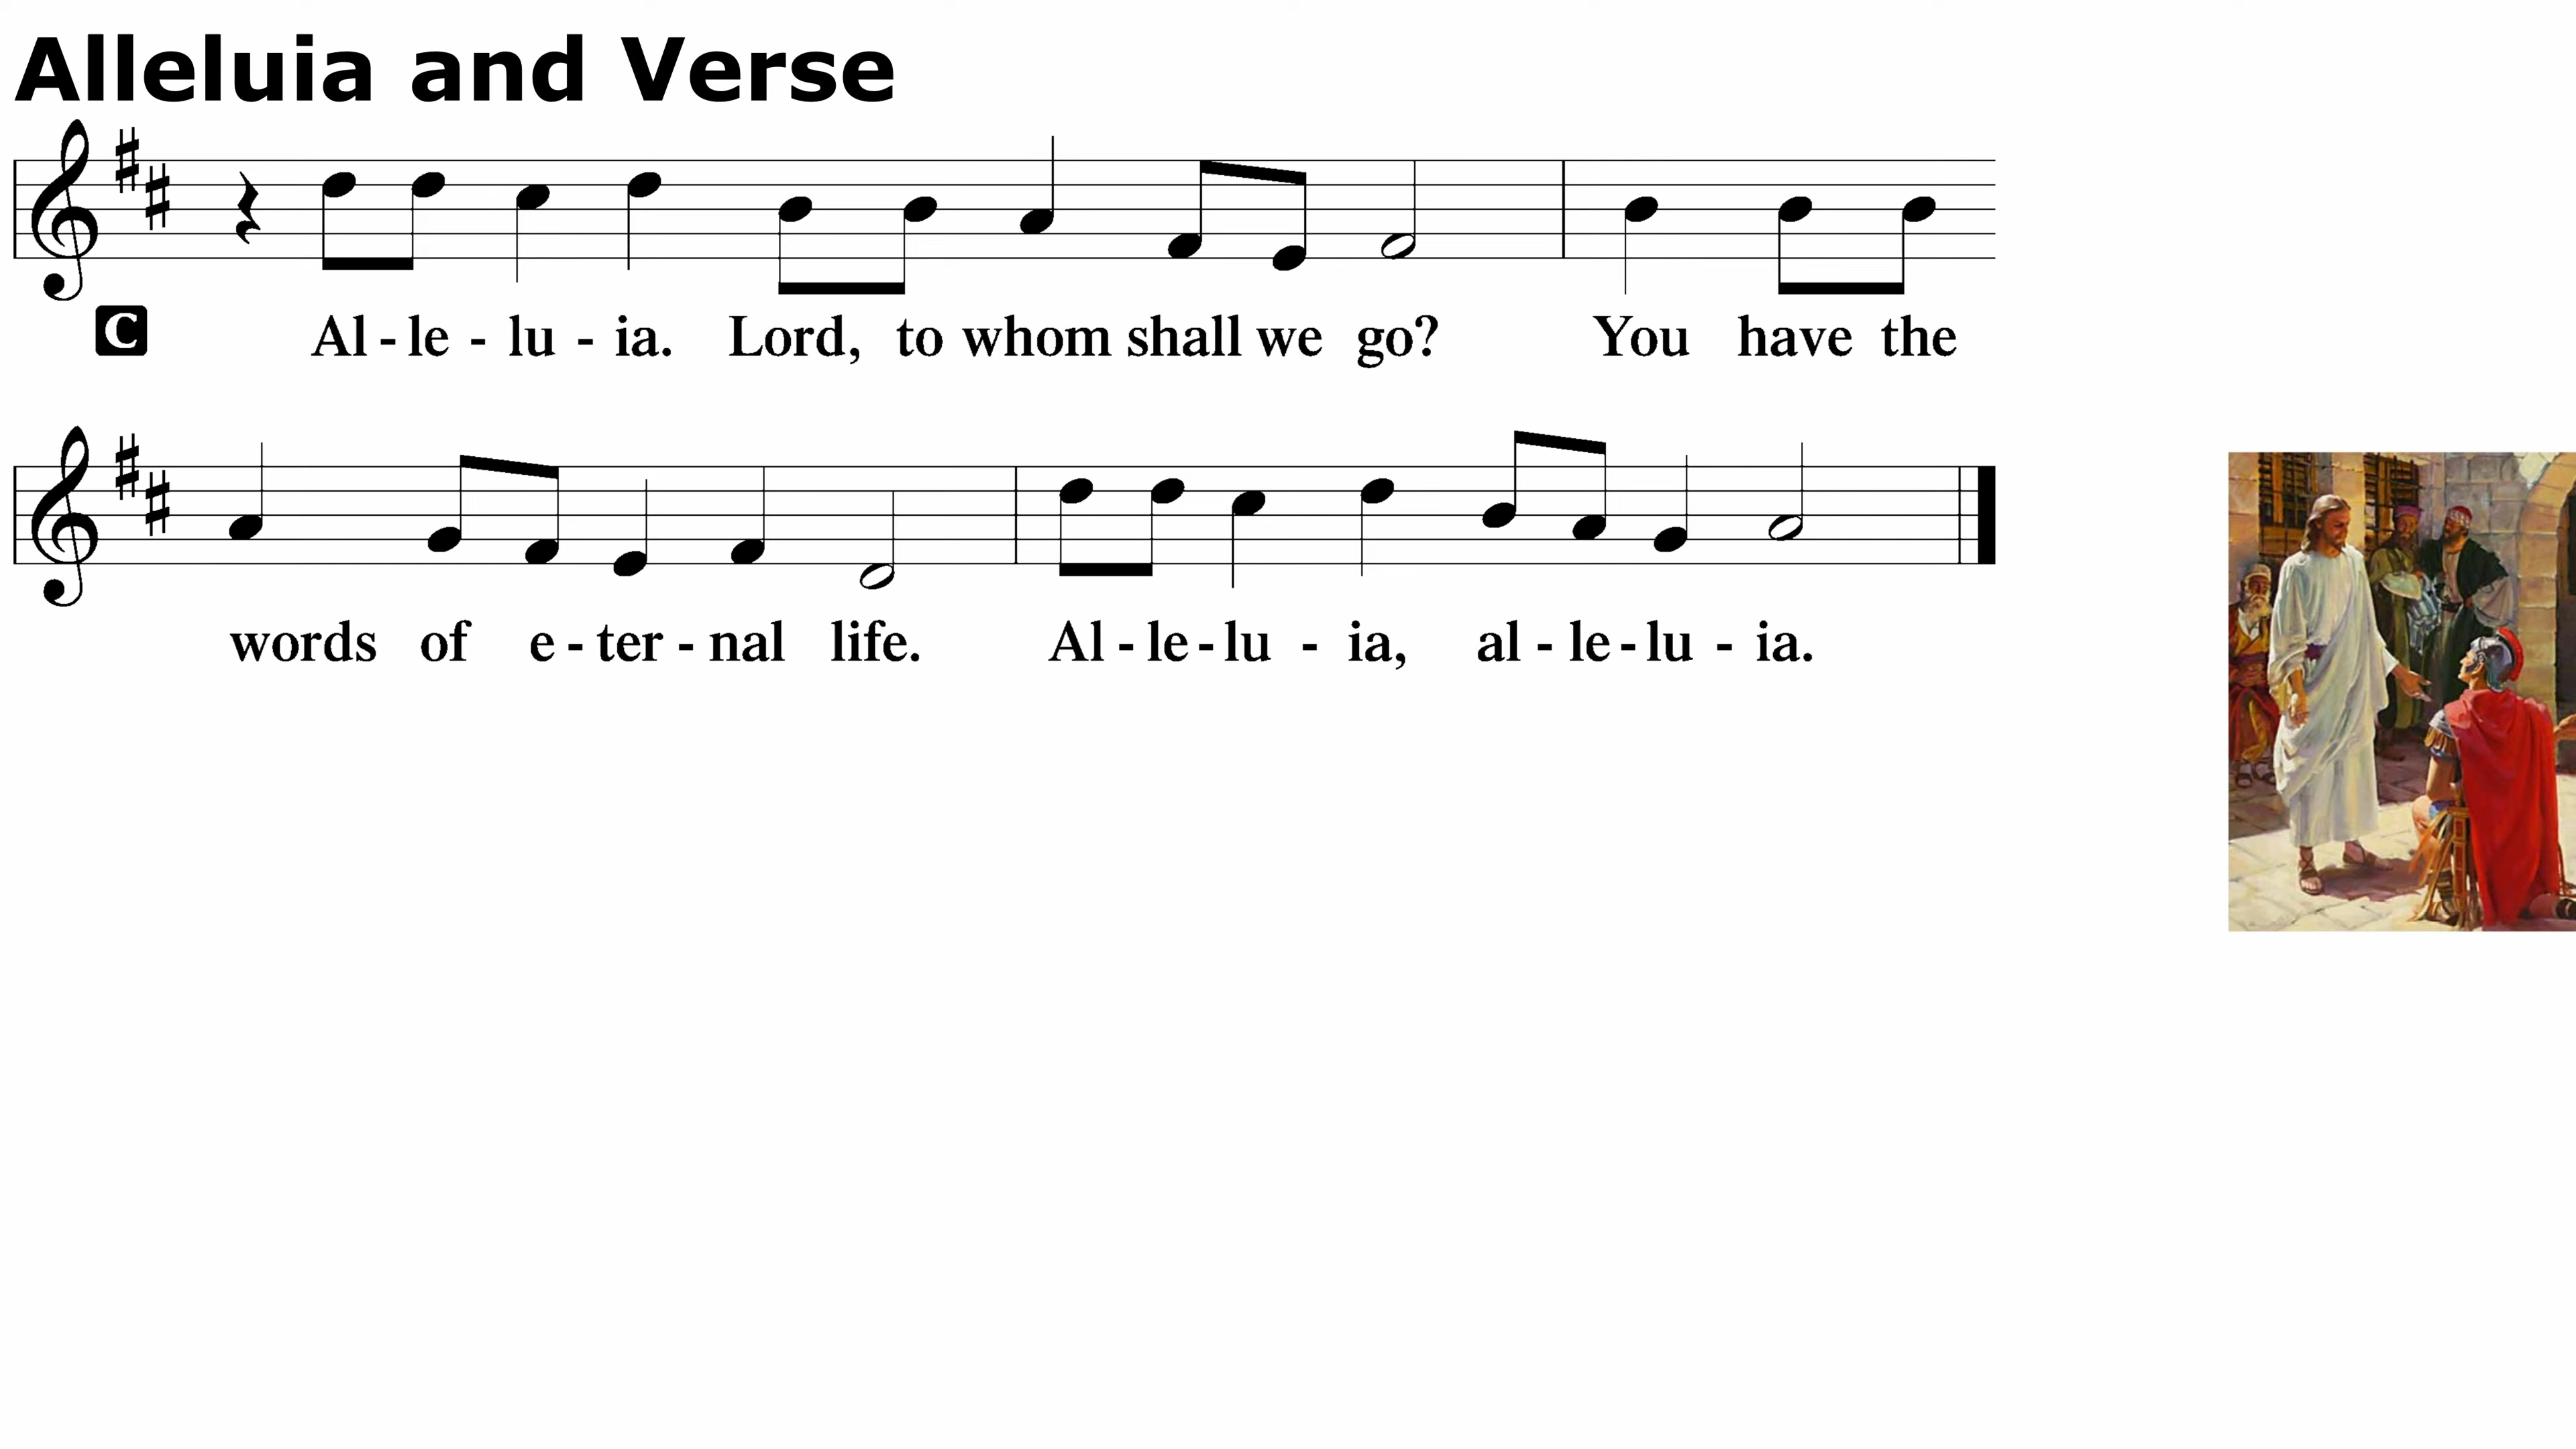 Alleluia and Verse
C Al - le - lu - ia. Lord, to whom shall we go? You have the
words of e - ter - nal life. Al - le - lu - ia, al - le - lu - ia.